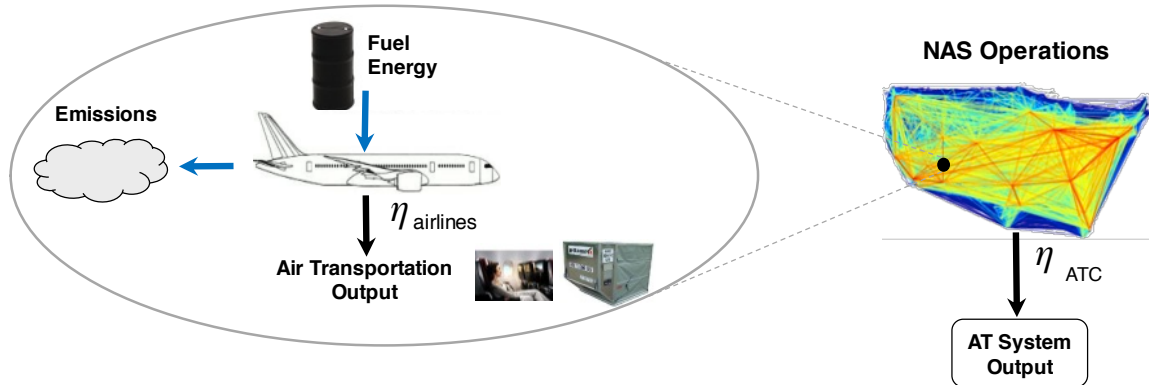 Fuel
Energy
Emissions
η airlines
Air Transportation
Output
NAS Operations
η ATC
AT System
Output